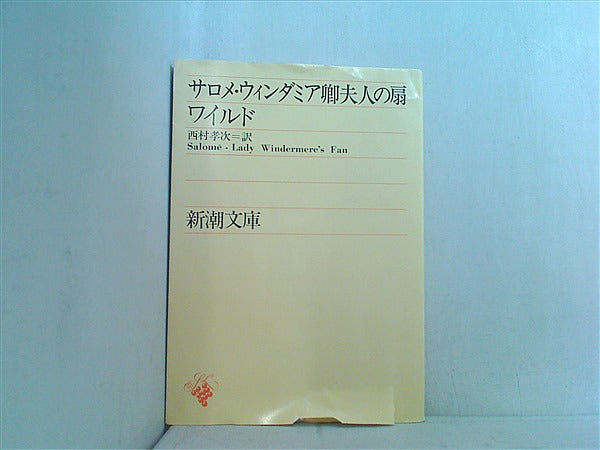 サロメ・ウィンダミア卿夫人の扇
ワイルド
西村孝次＝訳
Salomé・Lady Windermere's Fan
新潮文庫